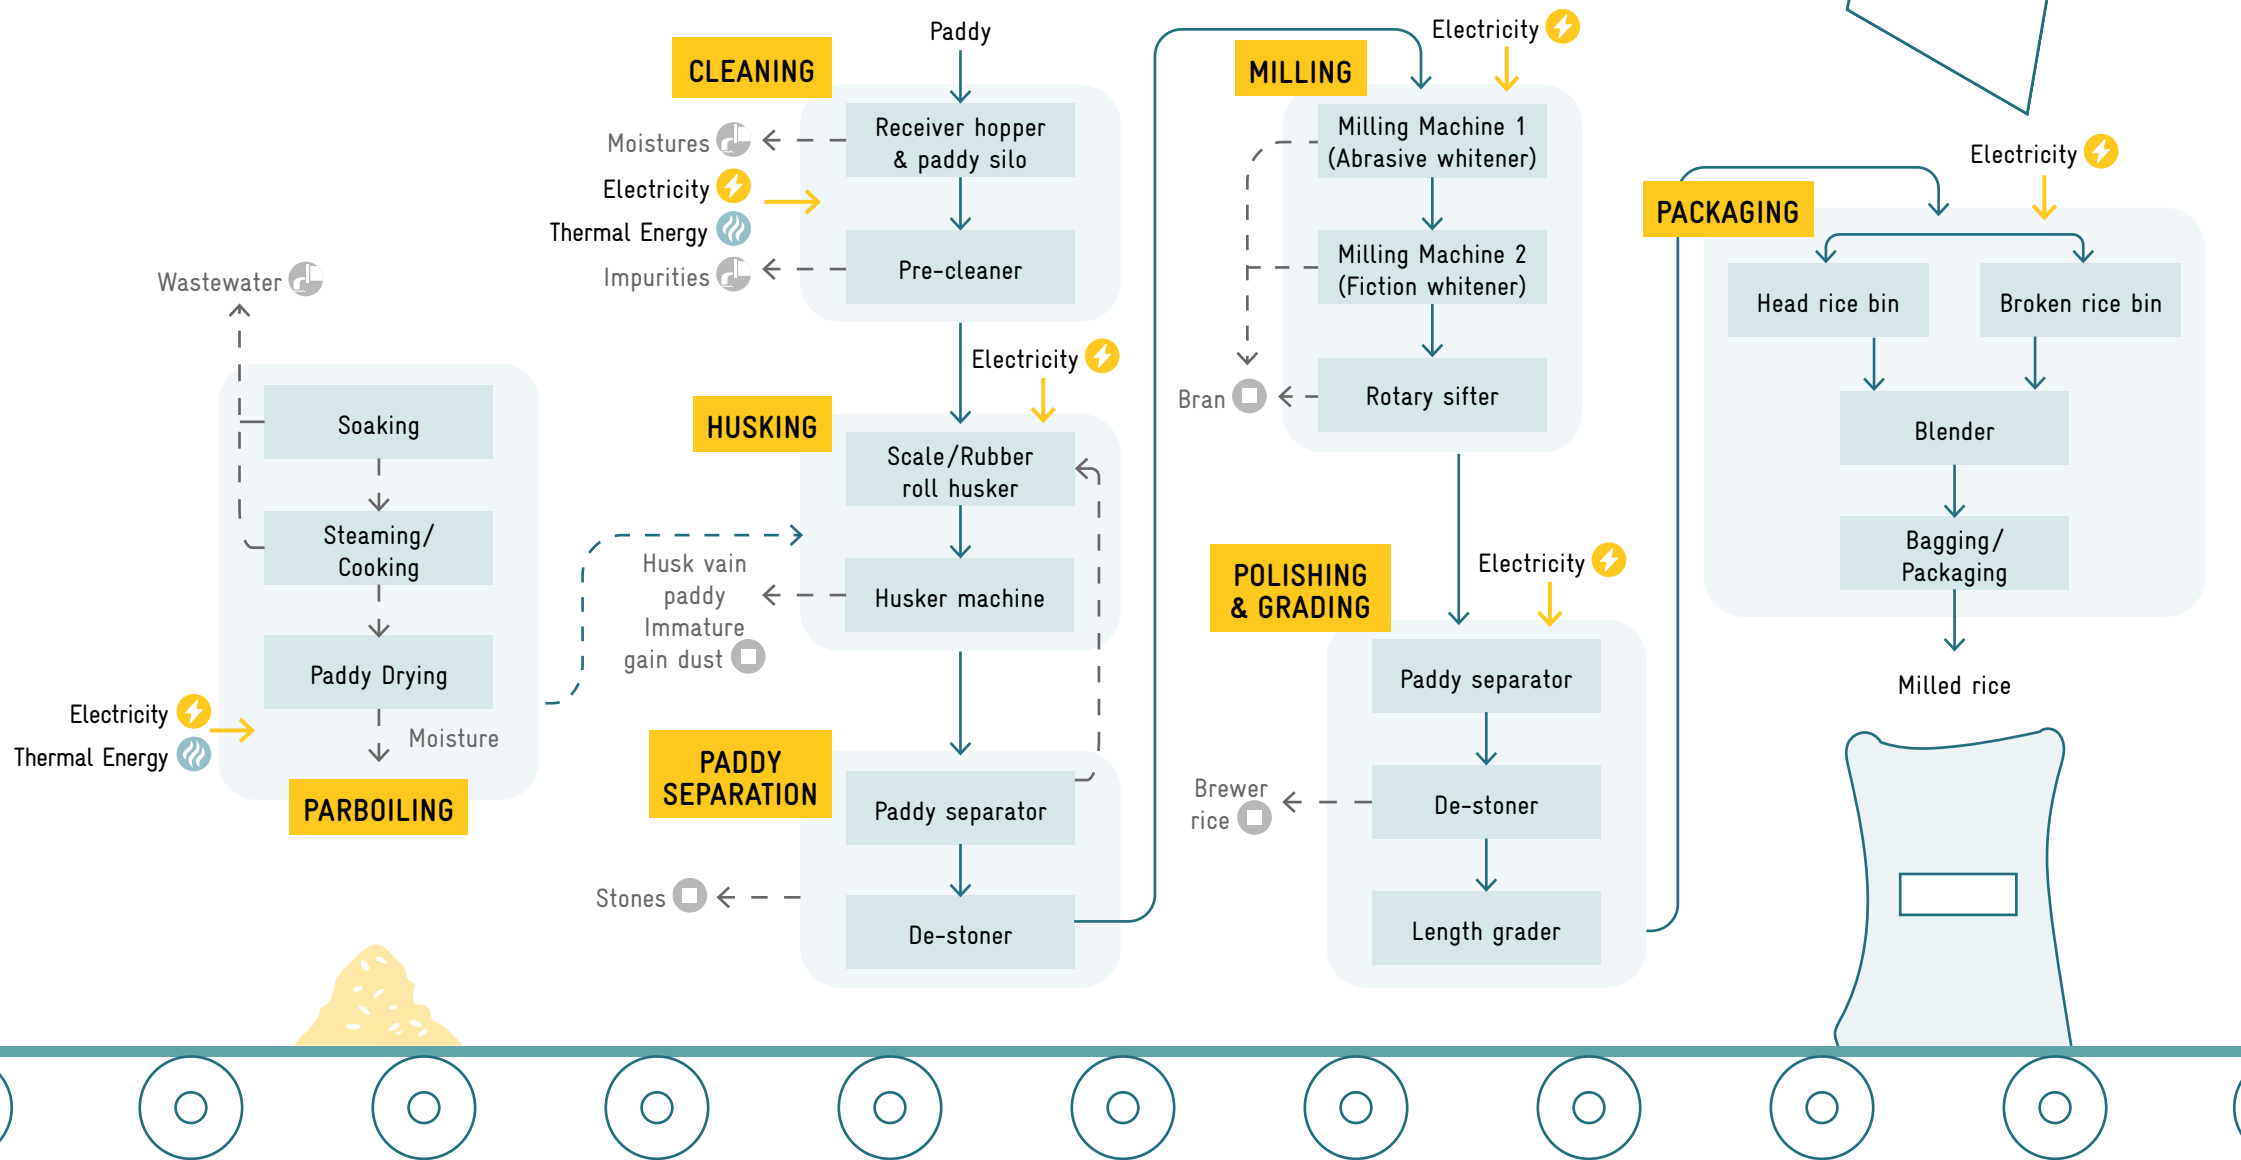 Wastewater
Soaking
Steaming/
Cooking
Paddy Drying
Electricity
Thermal Energy
Moisture
PARBOILING
Paddy
CLEANING
Receiver hopper
& paddy silo
Moistures
Electricity
Thermal Energy
Impurities
Pre-cleaner
Electricity
HUSKING
Scale/Rubber
roll husker
Husk vain
paddy
Immature
gain dust
Husker machine
PADDY
SEPARATION
Paddy separator
Stones
De-stoner
Electricity
MILLING
Milling Machine 1
(Abrasive whitener)
Milling Machine 2
(Fiction whitener)
Bran
Rotary sifter
Electricity
POLISHING
& GRADING
Paddy separator
Brewer
rice
De-stoner
Length grader
Electricity
PACKAGING
Head rice bin
Broken rice bin
Blender
Bagging/
Packaging
Milled rice